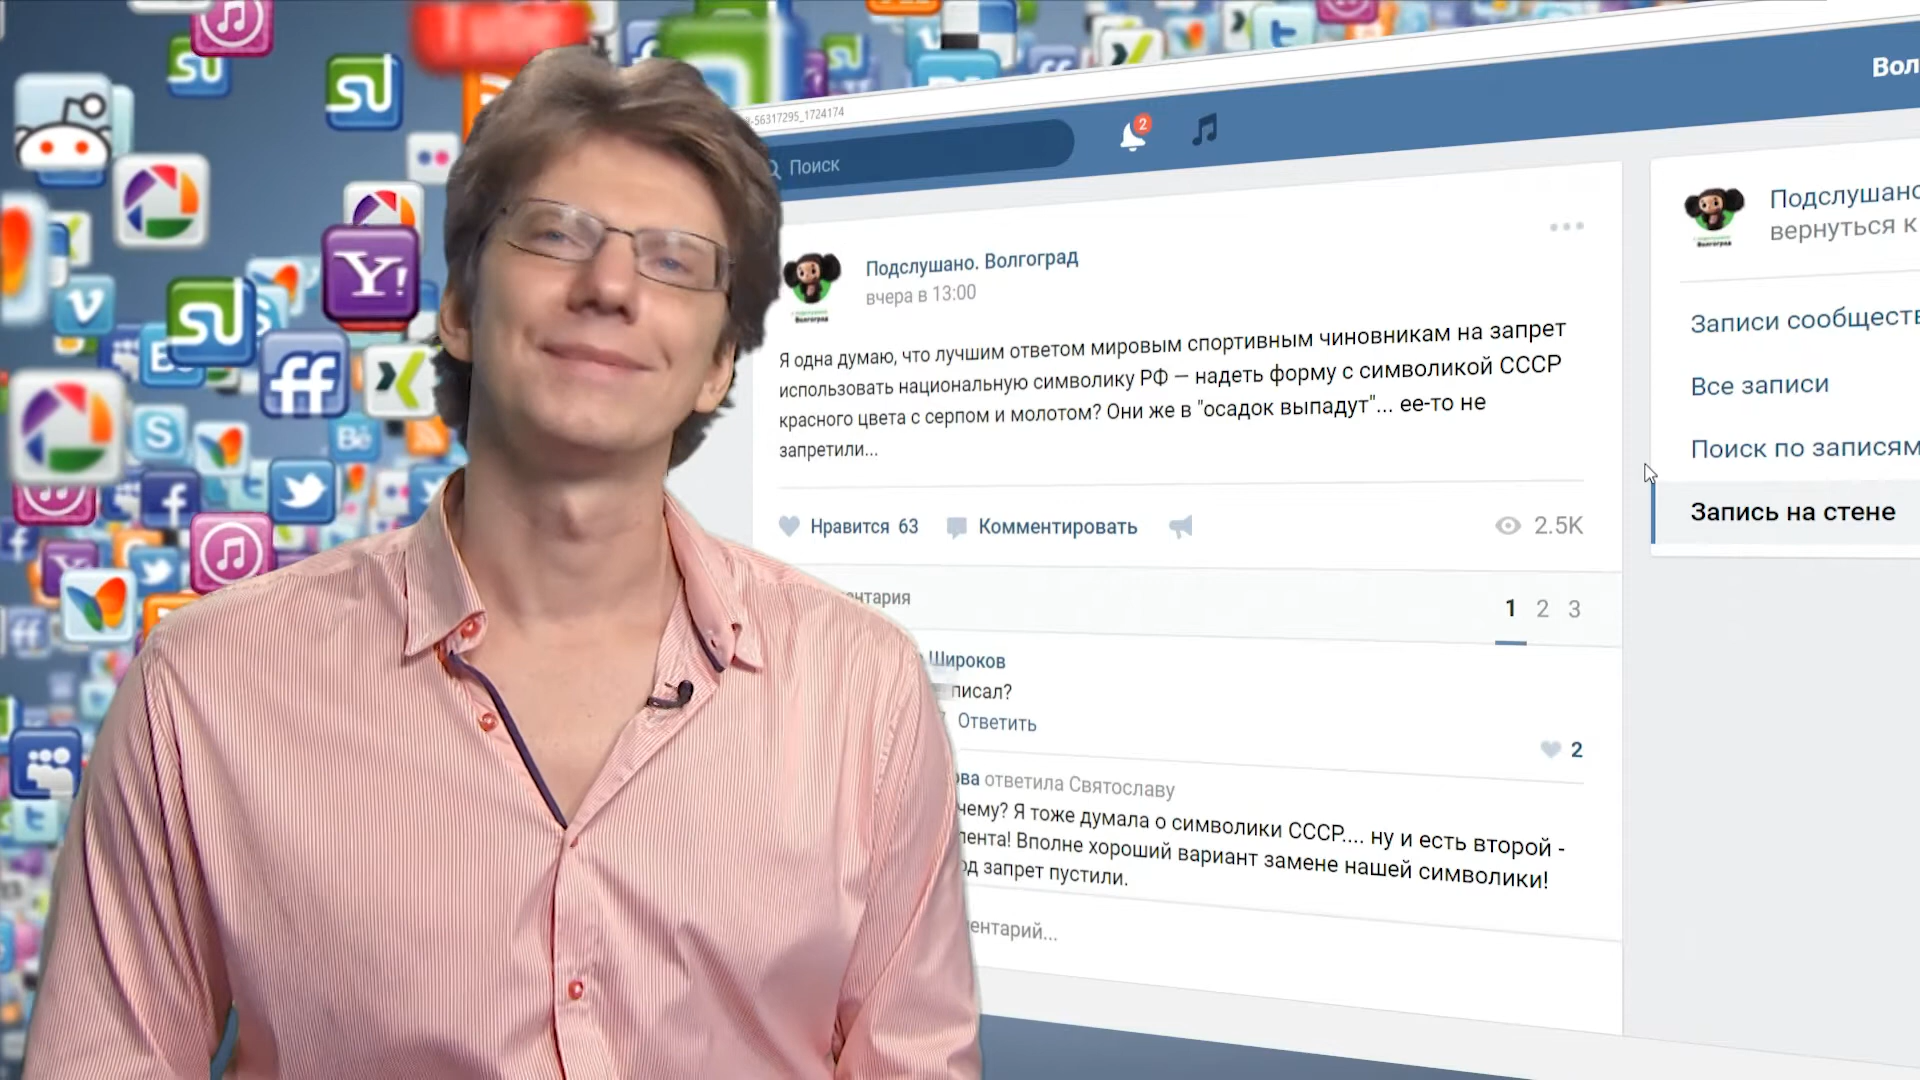 -56317295_1724174
Вол
Поиск
2
Подслушано. Волгоград
вчера в 13:00
Я одна думаю, что лучшим ответом мировым спортивным чиновникам на запрет
использовать национальную символику РФ — надеть форму с символикой СССР
красного цвета с серпом и молотом? Они же в "осадок выпадут"... ее-то не
запретили...
Нравится 63
Комментировать
2.5K
нтария
1 2 3
Широков
писал?
Ответить
2
ова ответила Святославу
чему? Я тоже думала о символики СССР.... ну и есть второй -
лента! Вполне хороший вариант замене нашей символики!
од запрет пустили.
ентарий...
Подслушано
вернуться к
Записи сообществ
Все записи
Поиск по записям
Запись на стене